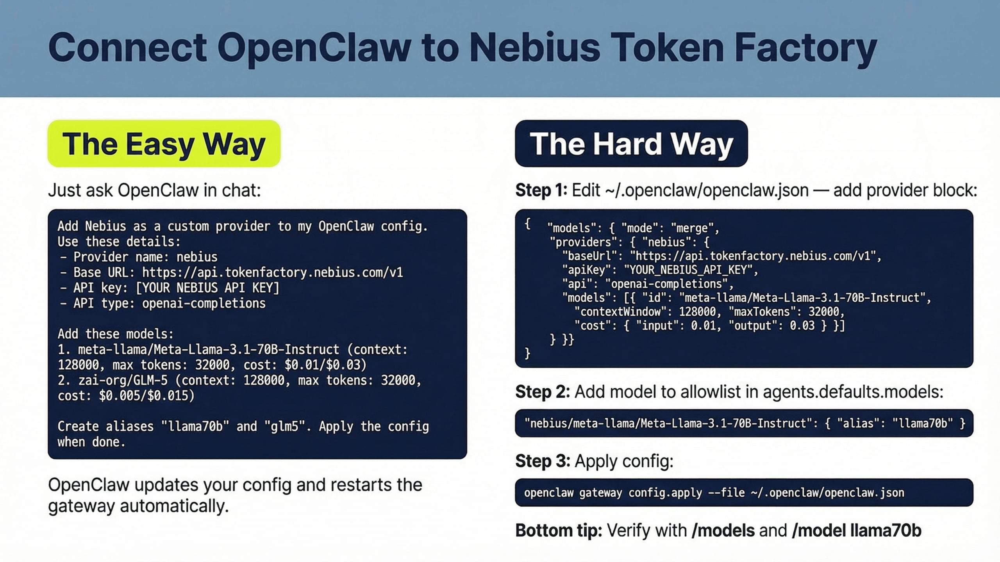 Connect OpenClaw to Nebius Token Factory
The Easy Way
Just ask OpenClaw in chat:
Add Nebius as a custom provider to my OpenClaw config.
Use these details:
– Provider name: nebius
– Base URL: https://api.tokenfactory.nebius.com/v1
– API key: [YOUR NEBIUS API KEY]
– API type: openai-completions
Add these models:
1. meta-llama/Meta-Llama-3.1-70B-Instruct (context:
128000, max tokens: 32000, cost: $0.01/$0.03)
2. zai-org/GLM-5 (context: 128000, max tokens: 32000,
cost: $0.005/$0.015)
Create aliases "llama70b" and "glm5". Apply the config
when done.
OpenClaw updates your config and restarts the
gateway automatically.
The Hard Way
Step 1: Edit ~/.openclaw/openclaw.json — add provider block:
{ "models": { "mode": "merge",
"providers": { "nebius": {
"baseUrl": "https://api.tokenfactory.nebius.com/v1",
"apiKey": "YOUR_NEBIUS_API_KEY",
"api": "openai-completions",
"models": [{ "id": "meta-llama/Meta-Llama-3.1-70B-Instruct",
"contextWindow": 128000, "maxTokens": 32000,
"cost": { "input": 0.01, "output": 0.03 } }]
} }}
}
Step 2: Add model to allowlist in agents.defaults.models:
"nebius/meta-llama/Meta-Llama-3.1-70B-Instruct": { "alias": "llama70b" }
Step 3: Apply config:
openclaw gateway config.apply --file ~/.openclaw/openclaw.json
Bottom tip: Verify with /models and /model llama70b